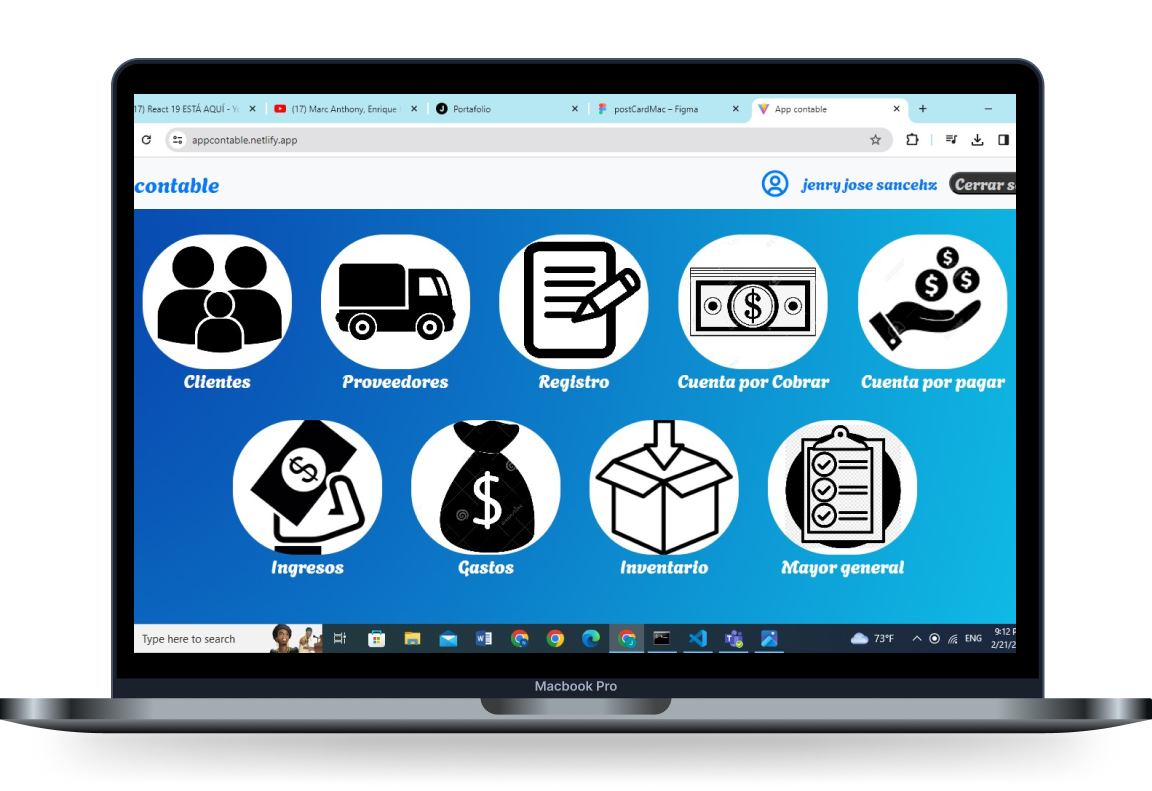 17) React 19 ESTÁ AQUÍ - Yo
(17) Marc Anthony, Enrique
Portafolio
postCardMac – Figma
App contable
appcontable.netlify.app
contable
jenry jose sancehz
Cerrar s
Clientes
Proveedores
Registro
Cuenta por Cobrar
Cuenta por pagar
Ingresos
Gastos
Inventario
Mayor general
Type here to search
73°F
ENG
9:12 P
2/21/2
Macbook Pro